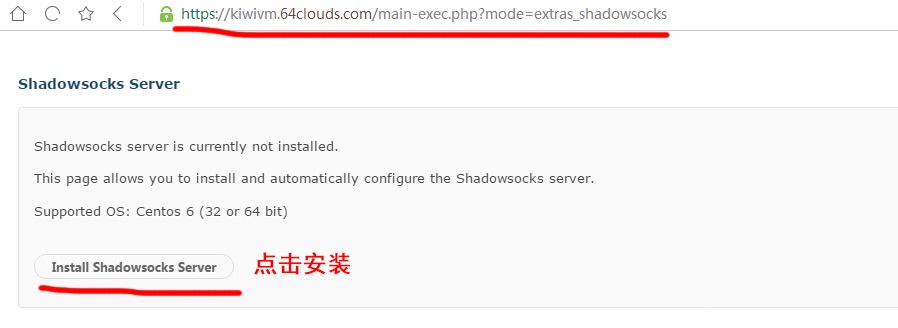 https://kiwivm.64clouds.com/main-exec.php?mode=extras_shadowsocks
Shadowsocks Server
Shadowsocks server is currently not installed.
This page allows you to install and automatically configure the Shadowsocks server.
Supported OS: Centos 6 (32 or 64 bit)
Install Shadowsocks Server 点击安装